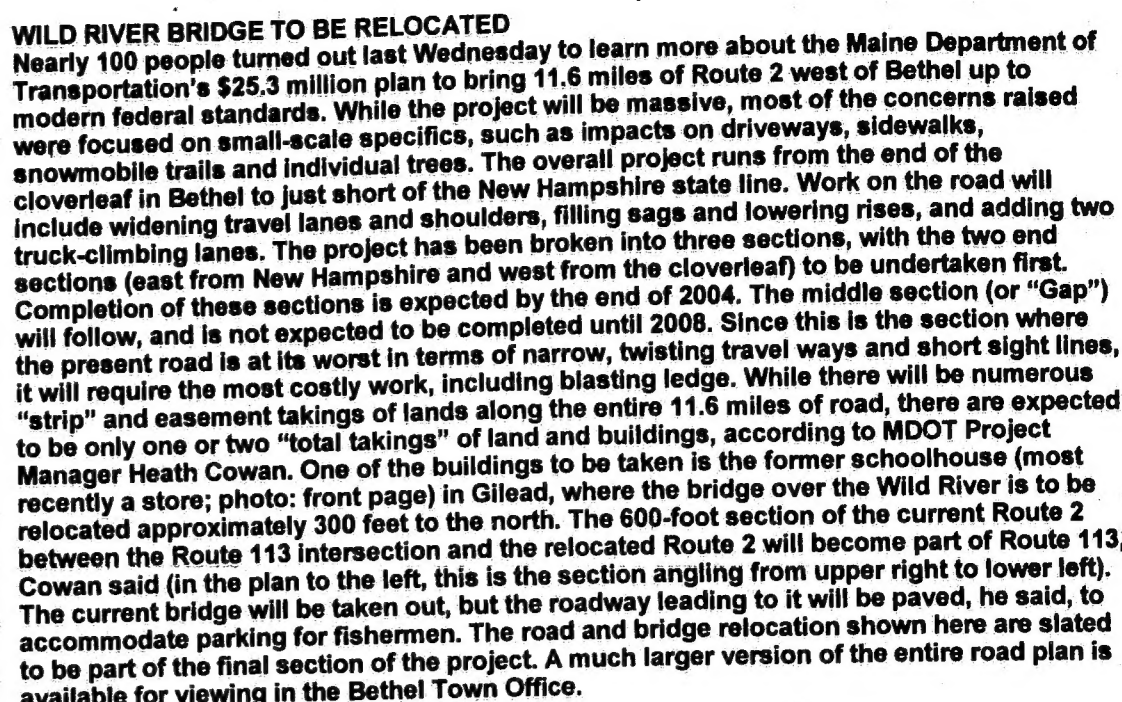 WILD RIVER BRIDGE TO BE RELOCATED
Nearly 100 people turned out last Wednesday to learn more about the Maine Department of
Transportation's $25.3 million plan to bring 11.6 miles of Route 2 west of Bethel up to
modern federal standards. While the project will be massive, most of the concerns raised
were focused on small-scale specifics, such as impacts on driveways, sidewalks,
snowmobile trails and individual trees. The overall project runs from the end of the
cloverleaf in Bethel to just short of the New Hampshire state line. Work on the road will
include widening travel lanes and shoulders, filling sags and lowering rises, and adding two
truck-climbing lanes. The project has been broken into three sections, with the two end
sections (east from New Hampshire and west from the cloverleaf) to be undertaken first.
Completion of these sections is expected by the end of 2004. The middle section (or "Gap")
will follow, and is not expected to be completed until 2008. Since this is the section where
the present road is at its worst in terms of narrow, twisting travel ways and short sight lines,
it will require the most costly work, including blasting ledge. While there will be numerous
"strip" and easement takings of lands along the entire 11.6 miles of road, there are expected
to be only one or two "total takings" of land and buildings, according to MDOT Project
Manager Heath Cowan. One of the buildings to be taken is the former schoolhouse (most
recently a store; photo: front page) in Gilead, where the bridge over the Wild River is to be
relocated approximately 300 feet to the north. The 600-foot section of the current Route 2
between the Route 113 intersection and the relocated Route 2 will become part of Route 113,
Cowan said (in the plan to the left, this is the section angling from upper right to lower left).
The current bridge will be taken out, but the roadway leading to it will be paved, he said, to
accommodate parking for fishermen. The road and bridge relocation shown here are slated
to be part of the final section of the project. A much larger version of the entire road plan is
available for viewing in the Bethel Town Office.